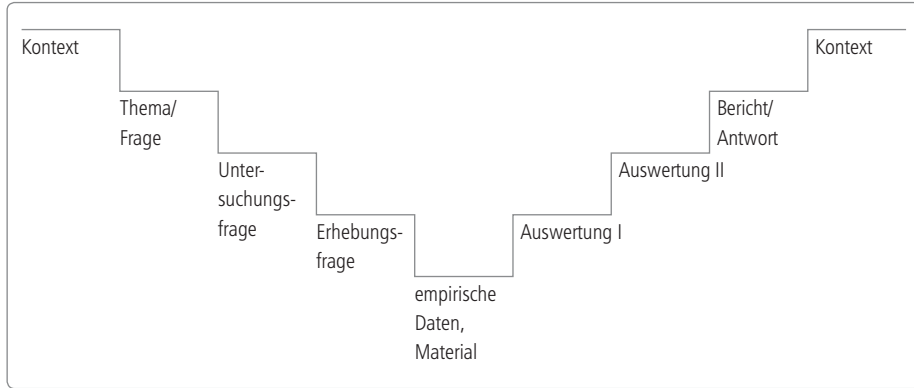 Kontext
Kontext
Thema/
Frage
Bericht/
Antwort
Unter-
suchungs-
frage
Auswertung II
Erhebungs-
frage
Auswertung I
empirische
Daten,
Material